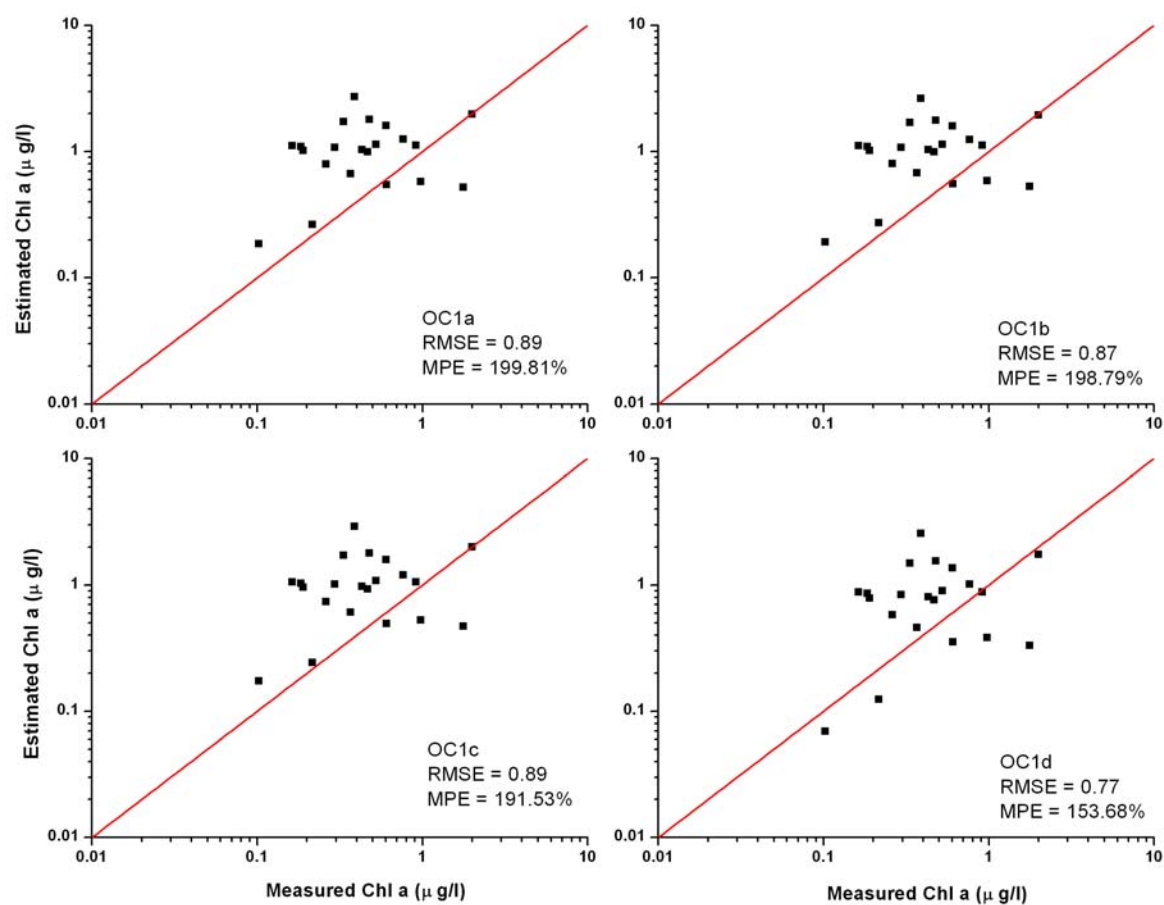 10
1
0.1
0.01
Estimated Chl a (μ g/l)
OC1a
RMSE = 0.89
MPE = 199.81%
0.01
0.1
1
10
10
1
0.1
0.01
OC1b
RMSE = 0.87
MPE = 198.79%
0.01
0.1
1
10
10
1
0.1
0.01
Estimated Chl a (μ g/l)
OC1c
RMSE = 0.89
MPE = 191.53%
0.01
0.1
1
10
Measured Chl a (μ g/l)
10
1
0.1
0.01
OC1d
RMSE = 0.77
MPE = 153.68%
0.01
0.1
1
10
Measured Chl a (μ g/l)